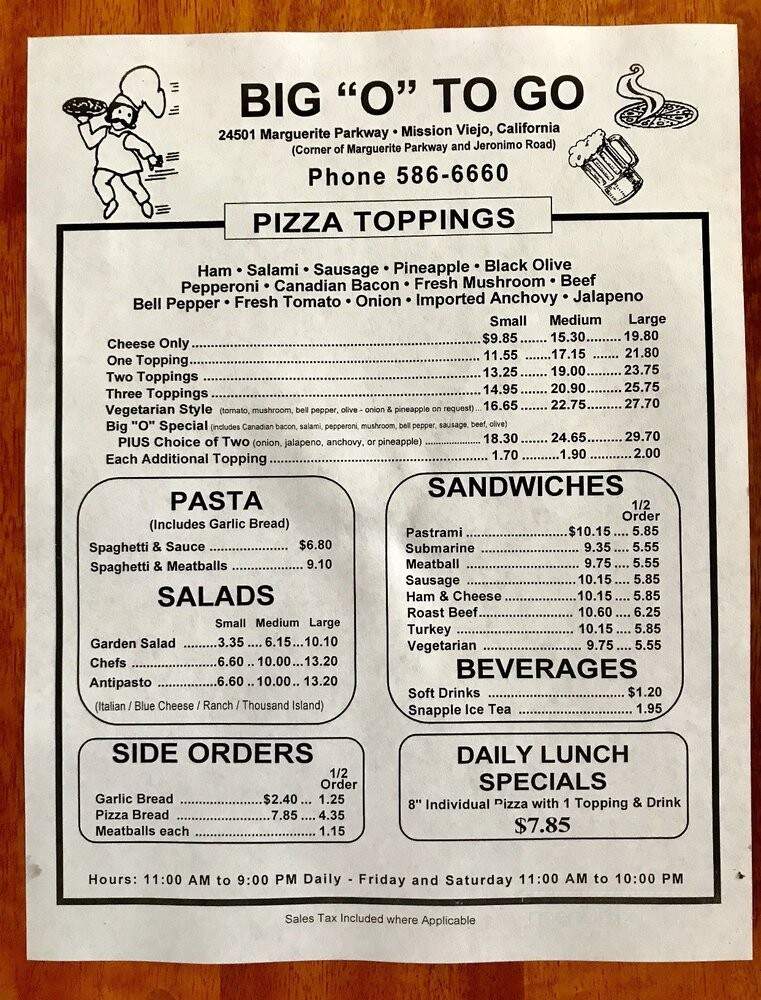 BIG “O” TO GO
24501 Marguerite Parkway • Mission Viejo, California
(Corner of Marguerite Parkway and Jeronimo Road)
Phone 586-6660
PIZZA TOPPINGS
Ham • Salami • Sausage • Pineapple • Black Olive
Pepperoni • Canadian Bacon • Fresh Mushroom • Beef
Bell Pepper • Fresh Tomato • Onion • Imported Anchovy • Jalapeno
Small Medium Large
Cheese Only ........ $9.85 ....... 15.30 ......... 19.80
One Topping ........ 11.55 ....... 17.15 ....... 21.80
Two Toppings ........ 13.25 ....... 19.00 ......... 23.75
Three Toppings ........ 14.95 ....... 20.90 ......... 25.75
Vegetarian Style (tomato, mushroom, bell pepper, olive - onion & pineapple on request) ... 16.65 ....... 22.75 ......... 27.70
Big "O" Special (includes Canadian bacon, salami, pepperoni, mushroom, bell pepper, sausage, beef, olive)
PlUS Choice of Two (onion, jalapeno, anchovy, or pineapple) ........ 18.30 ....... 24.65 ......... 29.70
Each Additional Topping ........ 1.70 ......... 1.90 .......... 2.00
PASTA
(Includes Garlic Bread)
Spaghetti & Sauce ........ $6.80
Spaghetti & Meatballs ........ 9.10
SALADS
Small Medium Large
Garden Salad ......... 3.35 .... 6.15 ... 10.10
Chefs ........ 6.60 .. 10.00 ... 13.20
Antipasto ........ 6.60 .. 10.00 .. 13.20
(Italian / Blue Cheese / Ranch / Thousand Island)
SANDWICHES
1/2
Order
Pastrami ........ $10.15 .... 5.85
Submarine ........ 9.35 .... 5.55
Meatball ........ 9.75 .... 5.55
Sausage ........ 10.15 .... 5.85
Ham & Cheese ........ 10.15 .... 5.85
Roast Beef ........ 10.60 .... 6.25
Turkey ........ 10.15 .... 5.85
Vegetarian ........ 9.75 .... 5.55
BEVERAGES
Soft Drinks ........ $1.20
Snapple Ice Tea ........ 1.95
SIDE ORDERS
1/2
Order
Garlic Bread ........ $2.40 ... 1.25
Pizza Bread ........ 7.85 .... 4.35
Meatballs each ........ 1.15
DAILY LUNCH
SPECIALS
8" Individual Pizza with 1 Topping & Drink
$7.85
Hours: 11:00 AM to 9:00 PM Daily - Friday and Saturday 11:00 AM to 10:00 PM
Sales Tax Included where Applicable